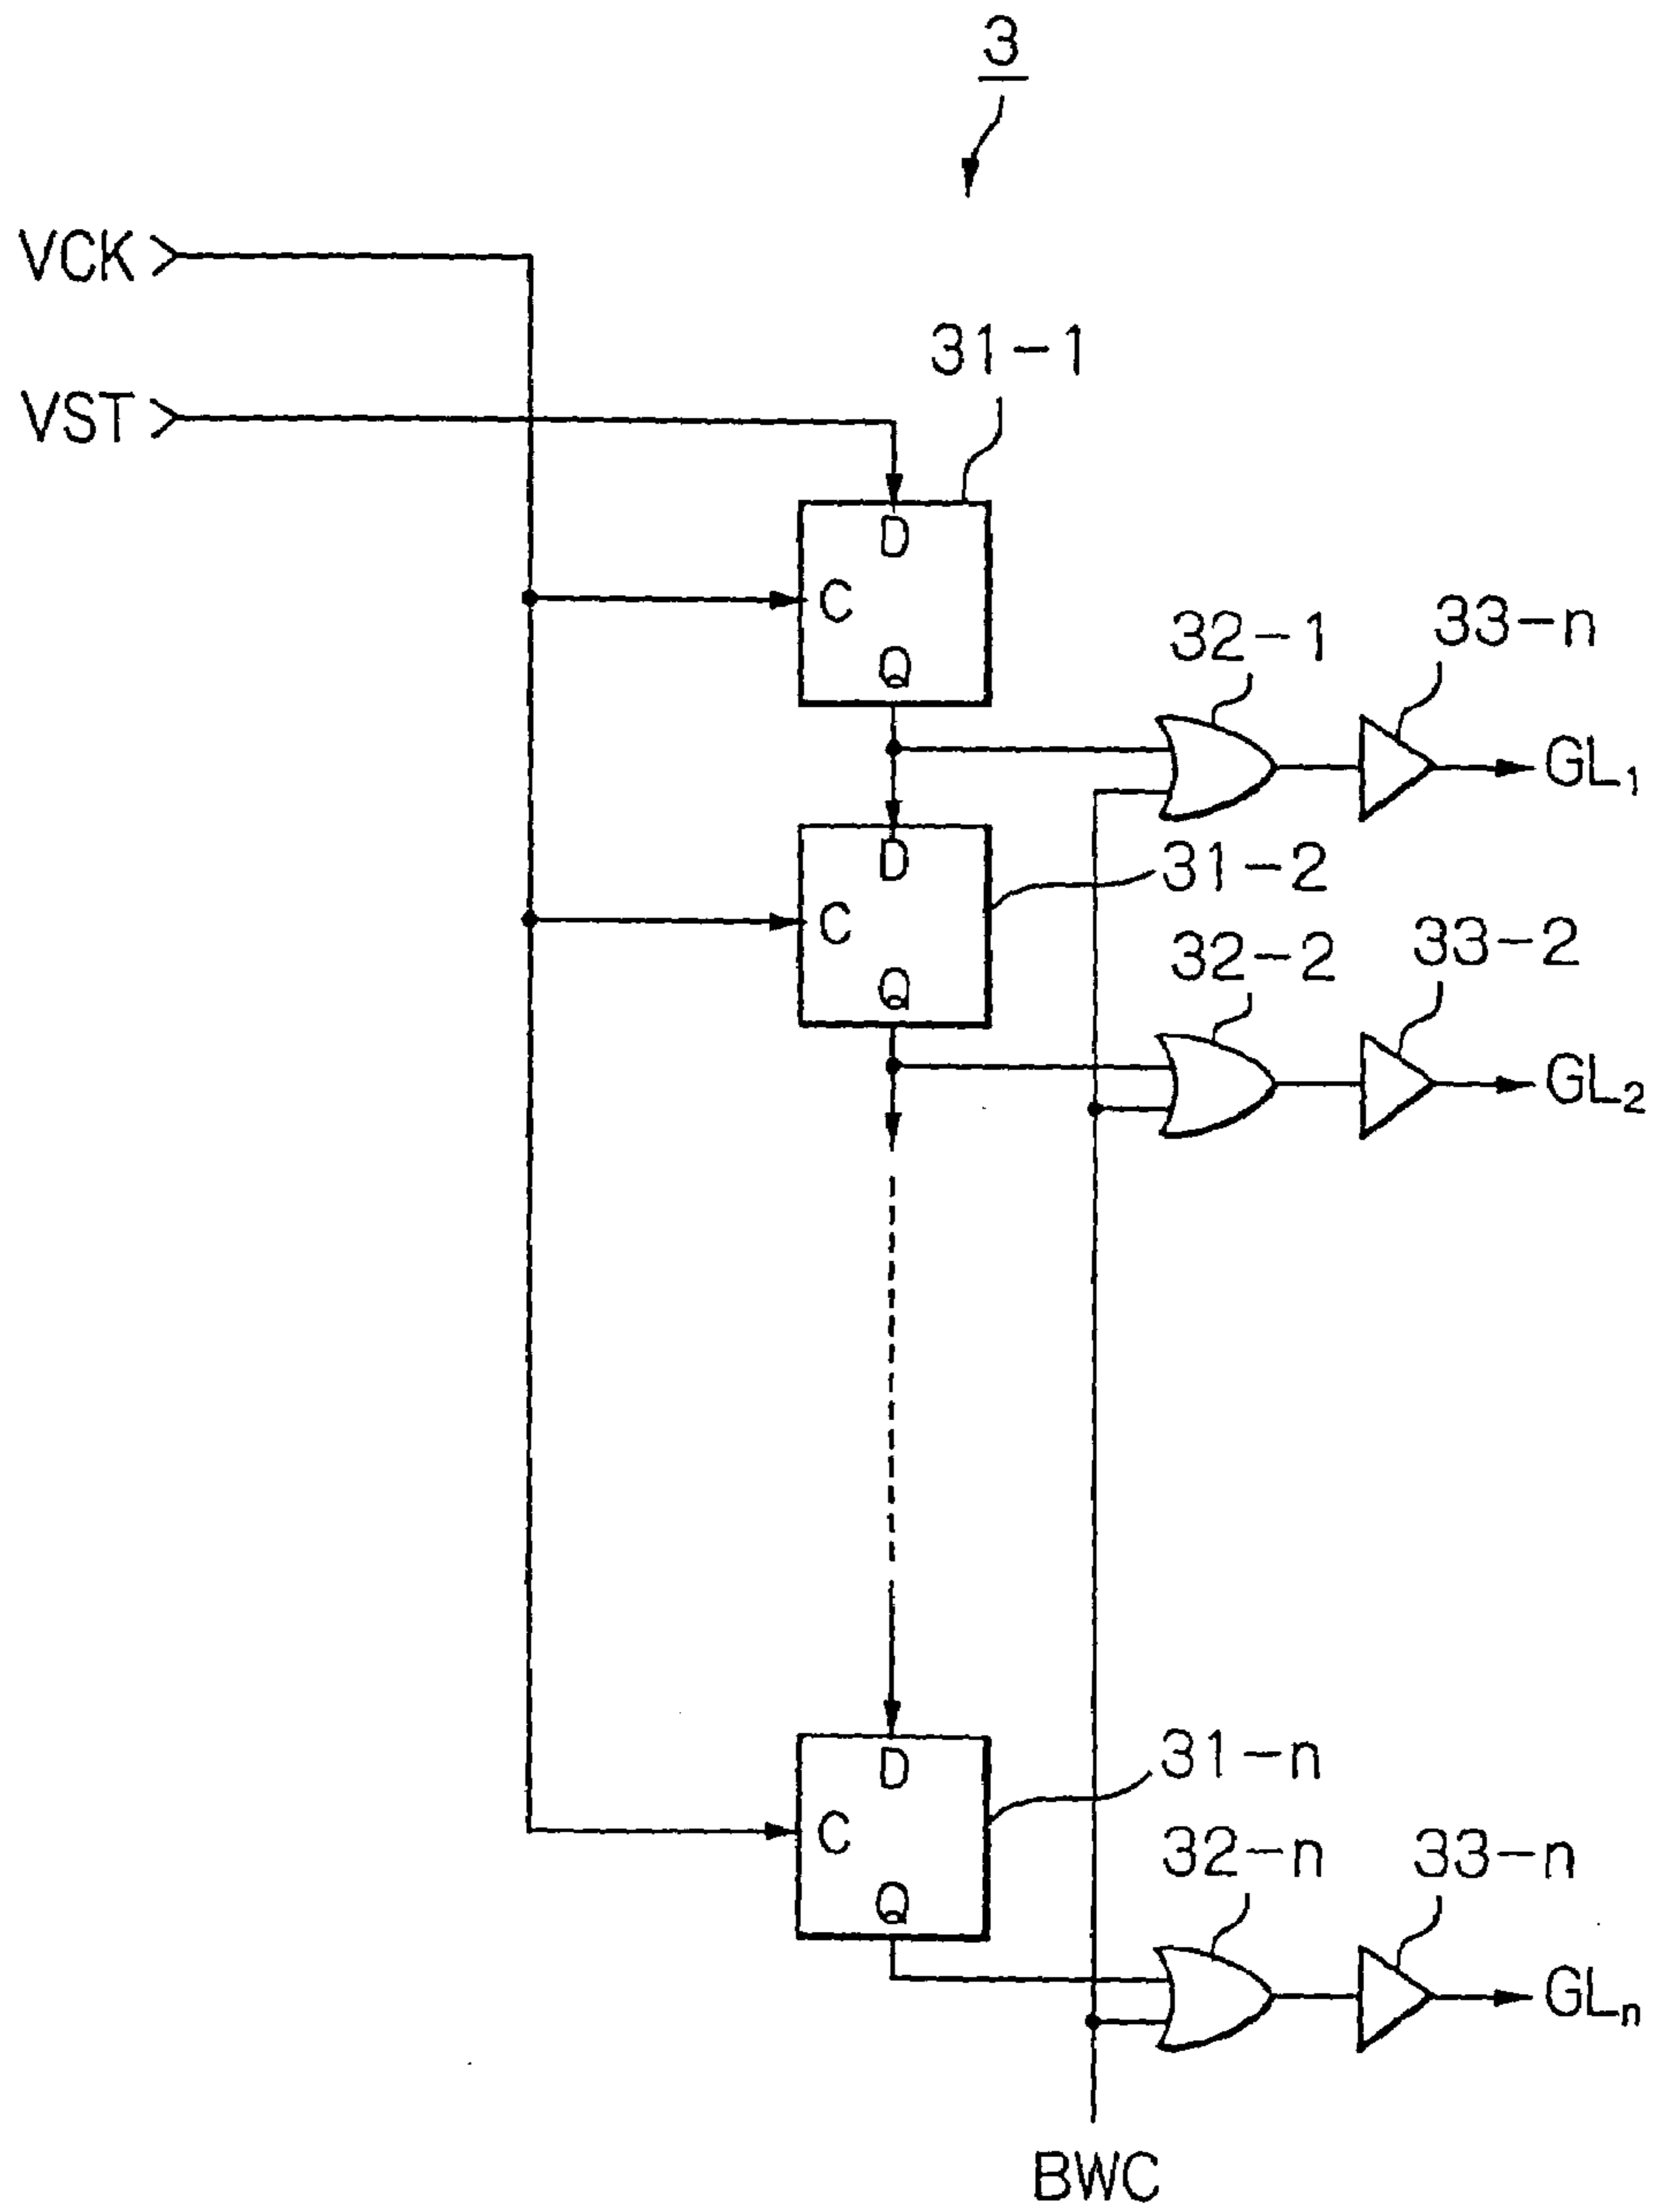 3
VCK
VST
31-1
D
C
Q
32-1
33-n
GL1
D
C
Q
31-2
32-2
33-2
GL2
D
C
Q
31-n
32-n
33-n
GLn
BWC